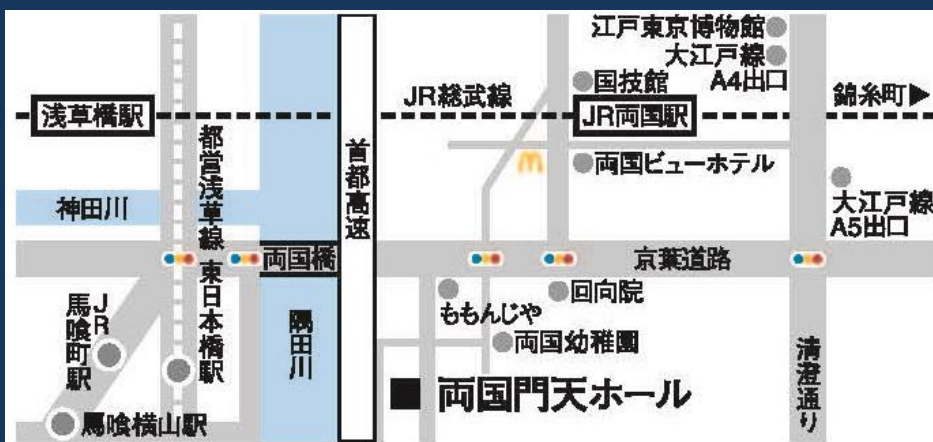 江戸東京博物館
大江戸線
A4出口
国技館
JR総武線
錦糸町▶
浅草橋駅
JR両国駅
都営浅草線
首都高速
両国ビューホテル
神田川
大江戸線
A5出口
両国橋
京葉道路
東日本橋駅
回向院
ももんじや
JR
馬喰町駅
隅田川
両国幼稚園
清澄通り
■ 両国門天ホール
馬喰横山駅